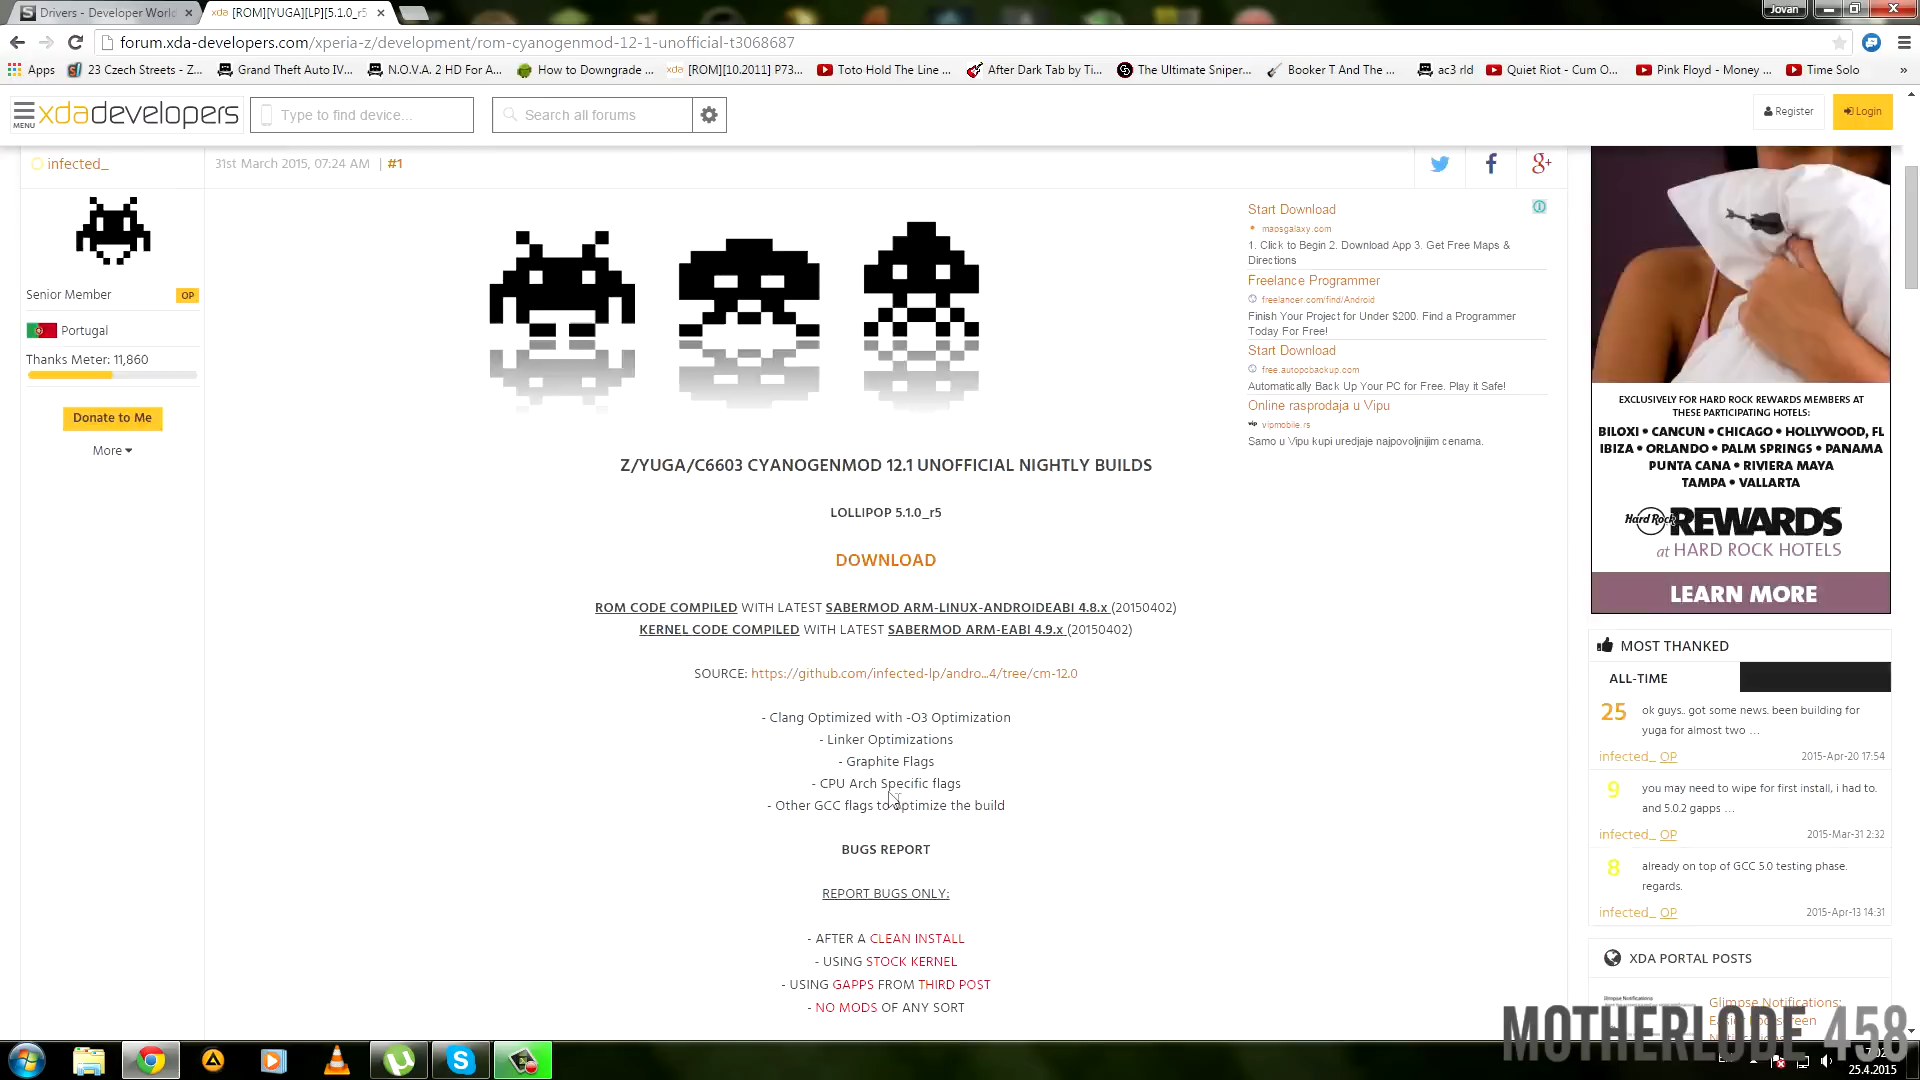 Drivers - Developer World
xda [ROM][YUGA][LP][5.1.0_r5
Jovan
forum.xda-developers.com/xperia-z/development/rom-cyanogenmod-12-1-unofficial-t3068687
Apps
23 Czech Streets - Z...
Grand Theft Auto IV...
N.O.V.A. 2 HD For A...
How to Downgrade ...
xda [ROM][10.2011] P73...
Toto Hold The Line ...
After Dark Tab by Ti...
The Ultimate Sniper...
Booker T And The ...
ac3 rld
Quiet Riot - Cum O...
Pink Floyd - Money ...
Time Solo
»
MENU
xdadevelopers
Type to find device...
Search all forums
Register
Login
infected_
31st March 2015, 07:24 AM | #1
Senior Member
OP
Portugal
Thanks Meter: 11,860
Donate to Me
More
Start Download
mapsgalaxy.com
1. Click to Begin 2. Download App 3. Get Free Maps &
Directions
Freelance Programmer
freelancer.com/find/Android
Finish Your Project for Under $200. Find a Programmer
Today For Free!
Start Download
free.autopcbackup.com
Automatically Back Up Your PC for Free. Play it Safe!
Online rasprodaja u Vipu
vip vipmobile.rs
Samo u Vipu kupi uredjaje najpovoljnijim cenama.
Z/YUGA/C6603 CYANOGENMOD 12.1 UNOFFICIAL NIGHTLY BUILDS
LOLLIPOP 5.1.0_r5
DOWNLOAD
ROM CODE COMPILED WITH LATEST SABERMOD ARM-LINUX-ANDROIDEABI 4.8.x (20150402)
KERNEL CODE COMPILED WITH LATEST SABERMOD ARM-EABI 4.9.x (20150402)
SOURCE: https://github.com/infected-lp/andro...4/tree/cm-12.0
- Clang Optimized with -O3 Optimization
- Linker Optimizations
- Graphite Flags
- CPU Arch Specific flags
- Other GCC flags to optimize the build
BUGS REPORT
REPORT BUGS ONLY:
- AFTER A CLEAN INSTALL
- USING STOCK KERNEL
- USING GAPPS FROM THIRD POST
- NO MODS OF ANY SORT
EXCLUSIVELY FOR HARD ROCK REWARDS MEMBERS AT
THESE PARTICIPATING HOTELS:
BILOXI • CANCUN • CHICAGO • HOLLYWOOD, FL
IBIZA • ORLANDO • PALM SPRINGS • PANAMA
PUNTA CANA • RIVIERA MAYA
TAMPA • VALLARTA
Hard Rock REWARDS
at HARD ROCK HOTELS
LEARN MORE
MOST THANKED
ALL-TIME
25
ok guys.. got some news. been building for
yuga for almost two ...
infected_ OP
2015-Apr-20 17:54
9
you may need to wipe for first install, i had to.
and 5.0.2 gapps ...
infected_ OP
2015-Mar-31 2:32
8
already on top of GCC 5.0 testing phase.
regards.
infected_ OP
2015-Apr-13 14:31
XDA PORTAL POSTS
Glimpse Notifications:
MOTHERLODE 458
25.4.2015